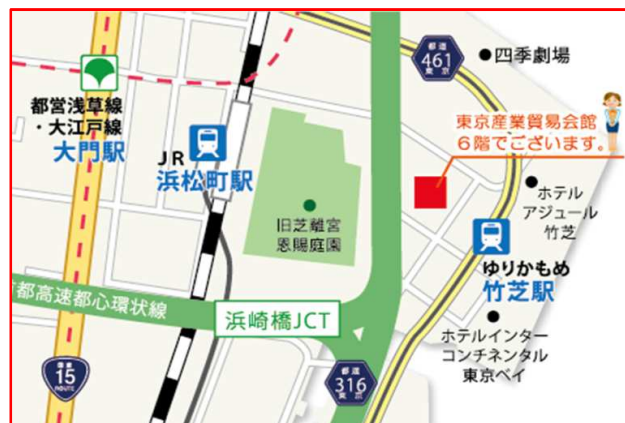 都道
461
東京
四季劇場
都営浅草線
・大江戸線
大門駅
JR
浜松町駅
東京産業貿易会館
６階でございます。
旧芝離宮
恩賜庭園
ホテル
アジュール
竹芝
ゆりかもめ
竹芝駅
都高速都心環状線
浜崎橋JCT
ホテルインター
コンチネンタル
東京ベイ
国道
15
ROUTE
都道
316
東京